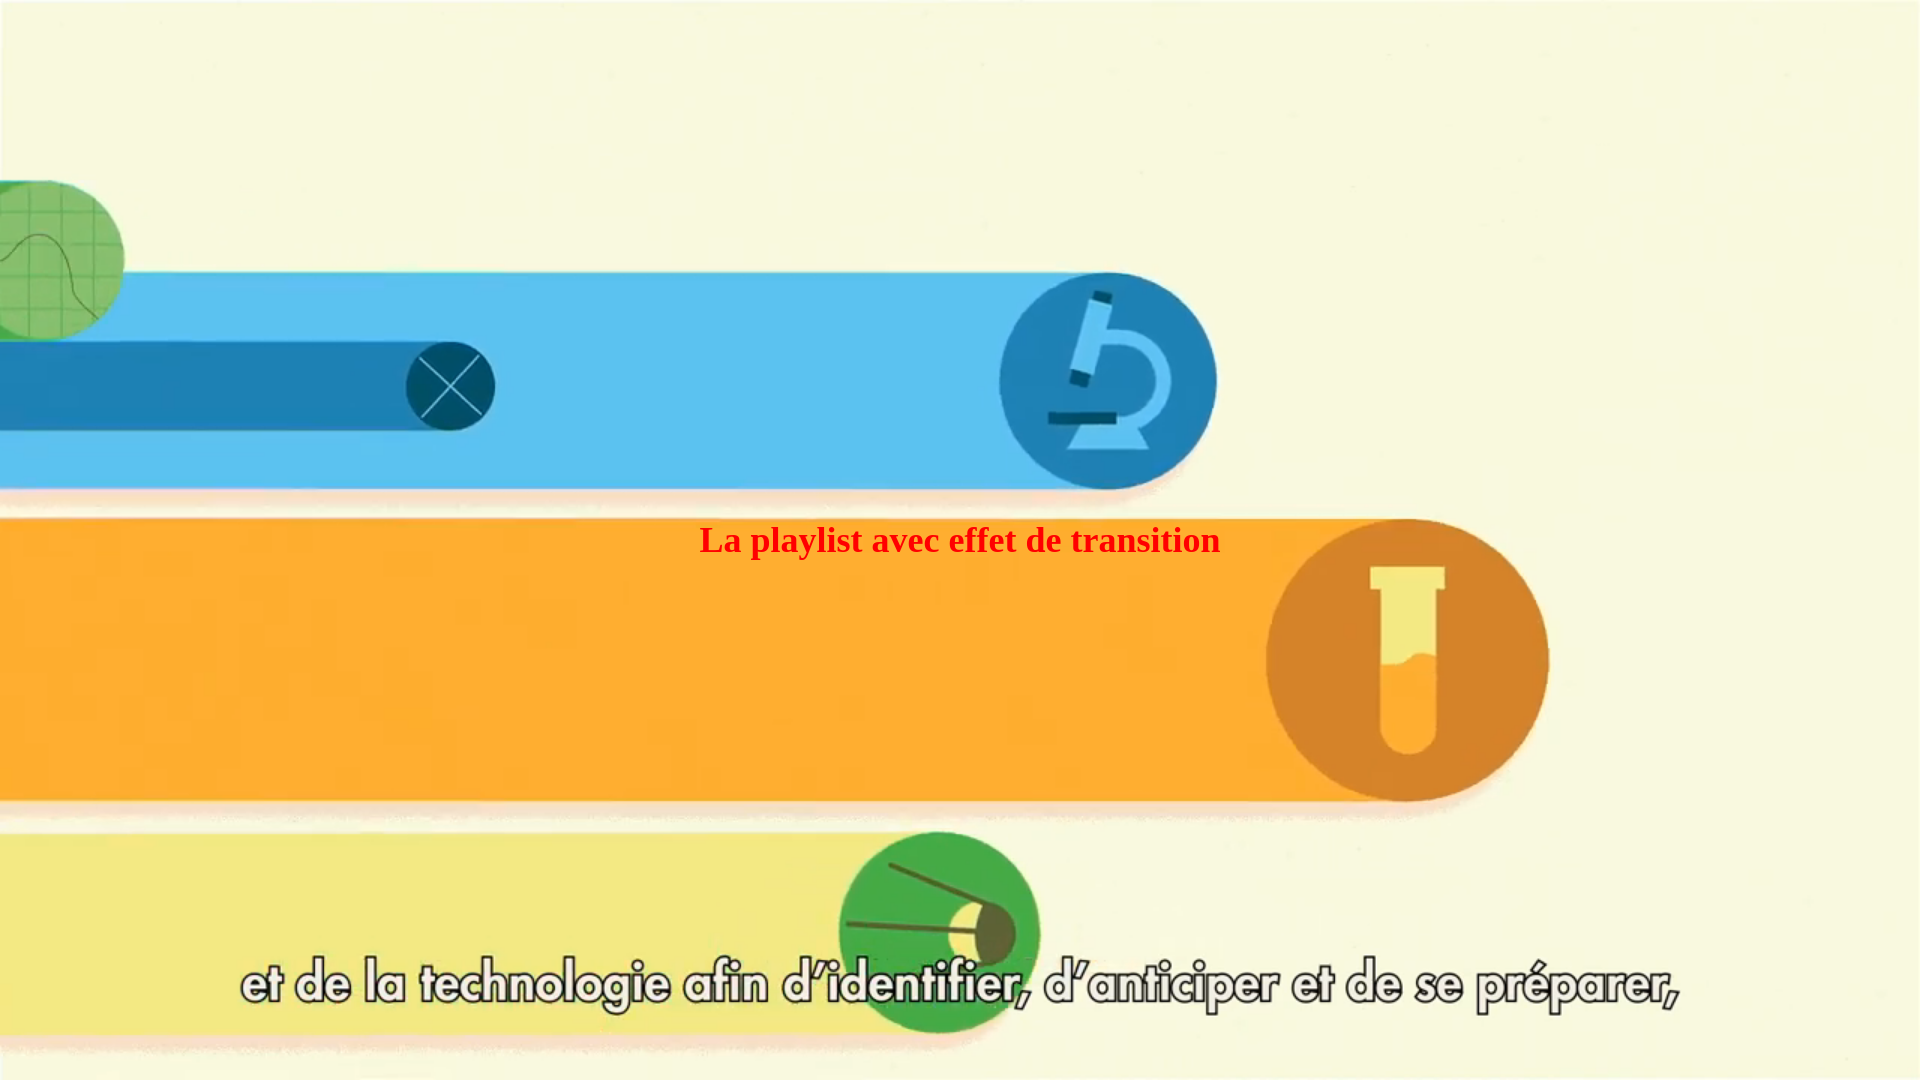 La playlist avec effet de transition
et de la technologie afin d’identifier, d’anticiper et de se préparer,